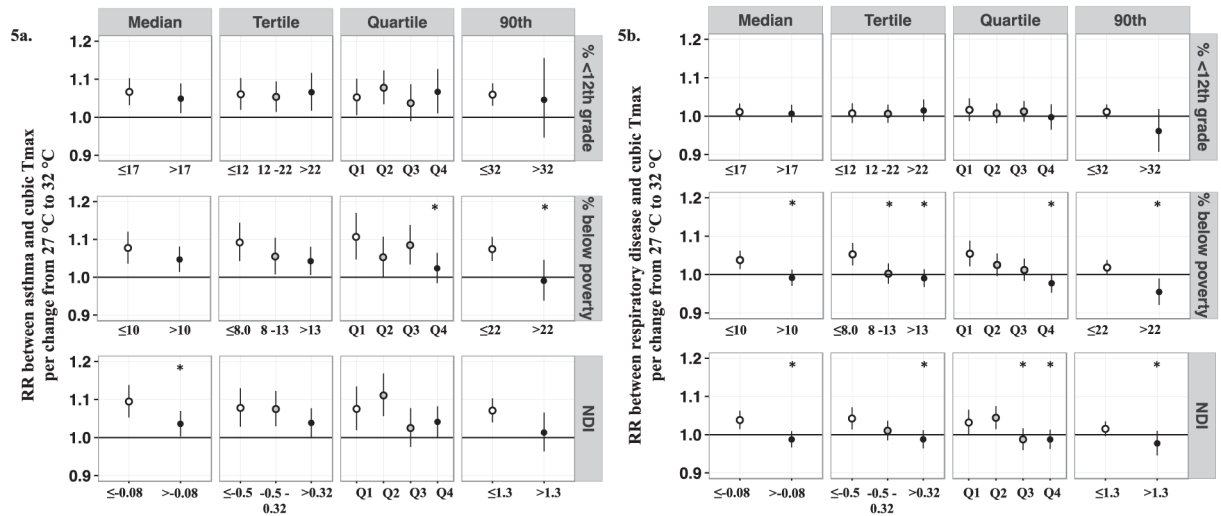 5a.
RR between asthma and cubic Tmax
per change from 27 °C to 32 °C
Median Tertile Quartile 90th
1.2
1.1
1.0
0.9
% <12th grade
≤17 >17 ≤12 12 -22 >22 Q1 Q2 Q3 Q4 ≤32 >32
1.2
1.1
1.0
0.9
* *
% below poverty
≤10 >10 ≤8.0 8 -13 >13 Q1 Q2 Q3 Q4 ≤22 >22
1.2
1.1
1.0
0.9
*
NDI
≤-0.08 >-0.08 ≤-0.5 -0.5 - >0.32 Q1 Q2 Q3 Q4 ≤1.3 >1.3
0.32
5b.
RR between respiratory disease and cubic Tmax
per change from 27 °C to 32 °C
Median Tertile Quartile 90th
1.2
1.1
1.0
0.9
% <12th grade
≤17 >17 ≤12 12 -22 >22 Q1 Q2 Q3 Q4 ≤32 >32
1.2
1.1
1.0
0.9
* * * * *
% below poverty
≤10 >10 ≤8.0 8 -13 >13 Q1 Q2 Q3 Q4 ≤22 >22
1.2
1.1
1.0
0.9
* * * * *
NDI
≤-0.08 >-0.08 ≤-0.5 -0.5 - >0.32 Q1 Q2 Q3 Q4 ≤1.3 >1.3
0.32